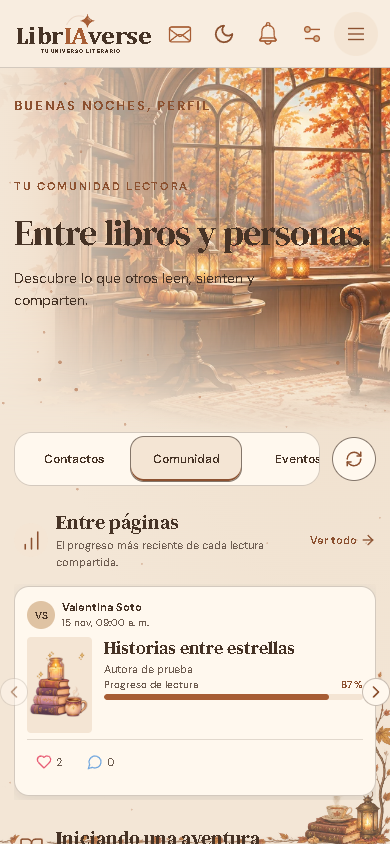 LibrIAverse
TU UNIVERSO LITERARIO
BUENAS NOCHES, PERFIL
TU COMUNIDAD LECTORA
Entre libros y personas.
Descubre lo que otros leen, sienten y
comparten.
Contactos
Comunidad
Eventos
Entre páginas
El progreso más reciente de cada lectura
compartida.
Ver todo
VS
Valentina Soto
15 nov, 09:00 a. m.
Historias entre estrellas
Autora de prueba
Progreso de lectura
87%
2
0
Iniciando una aventura